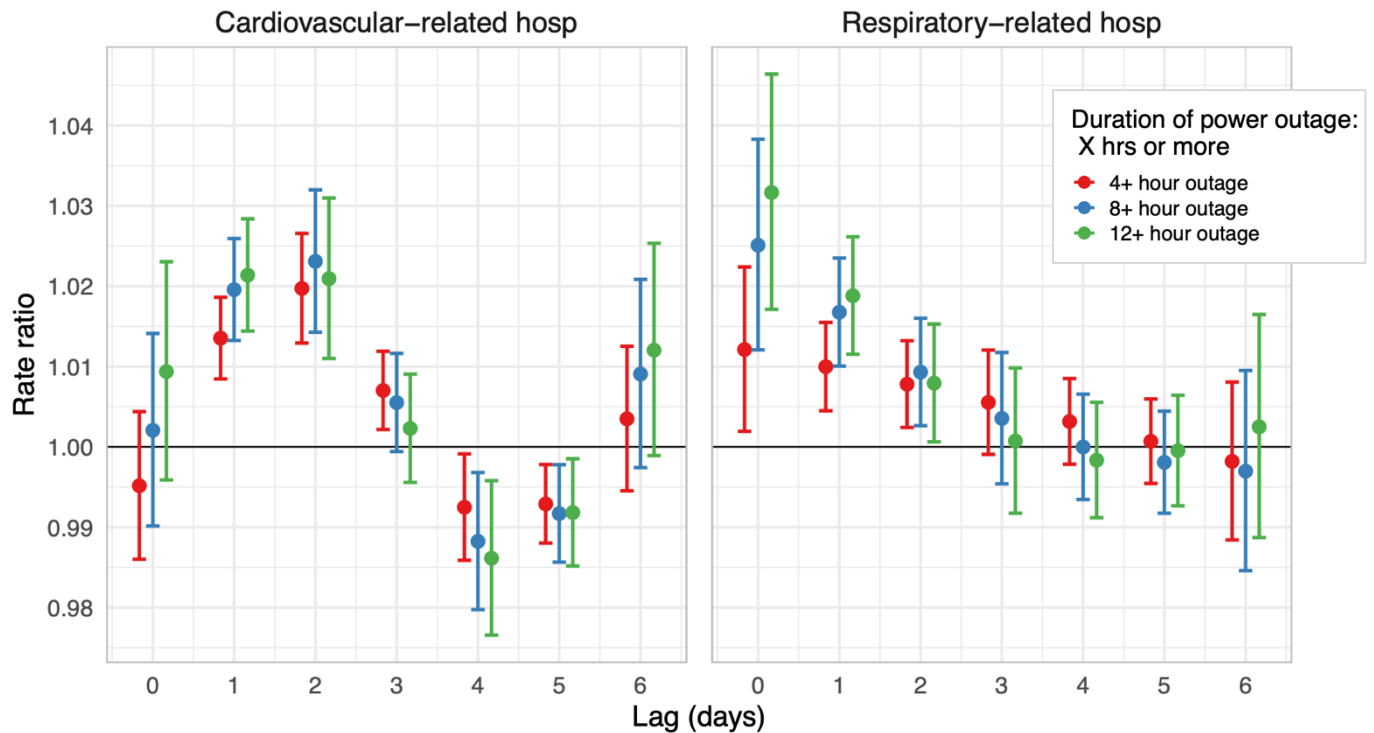 Cardiovascular−related hosp
Respiratory−related hosp
Duration of power outage:
X hrs or more
4+ hour outage
8+ hour outage
12+ hour outage
Rate ratio
1.04
1.03
1.02
1.01
1.00
0.99
0.98
0 1 2 3 4 5 6
0 1 2 3 4 5 6
Lag (days)